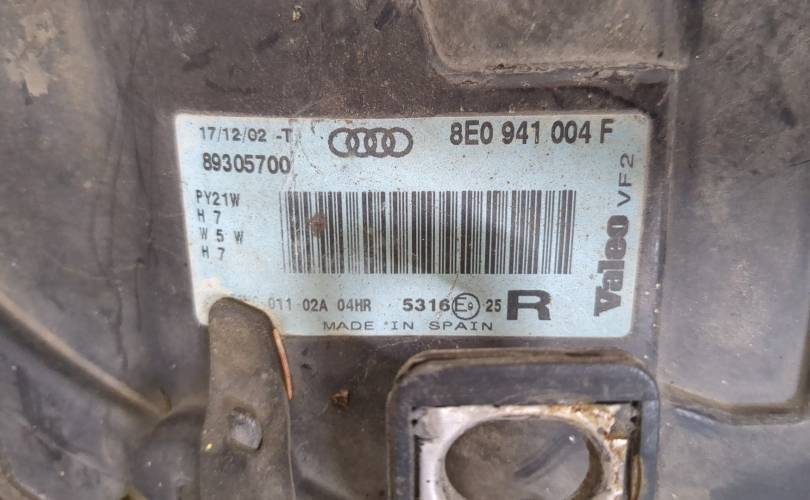 17/12/02 -T
8E0 941 004 F
89305700
PY21W
H 7
W 5 W
H 7
Valeo VF2
011 02A 04HR 5316 E9 25 R
MADE IN SPAIN